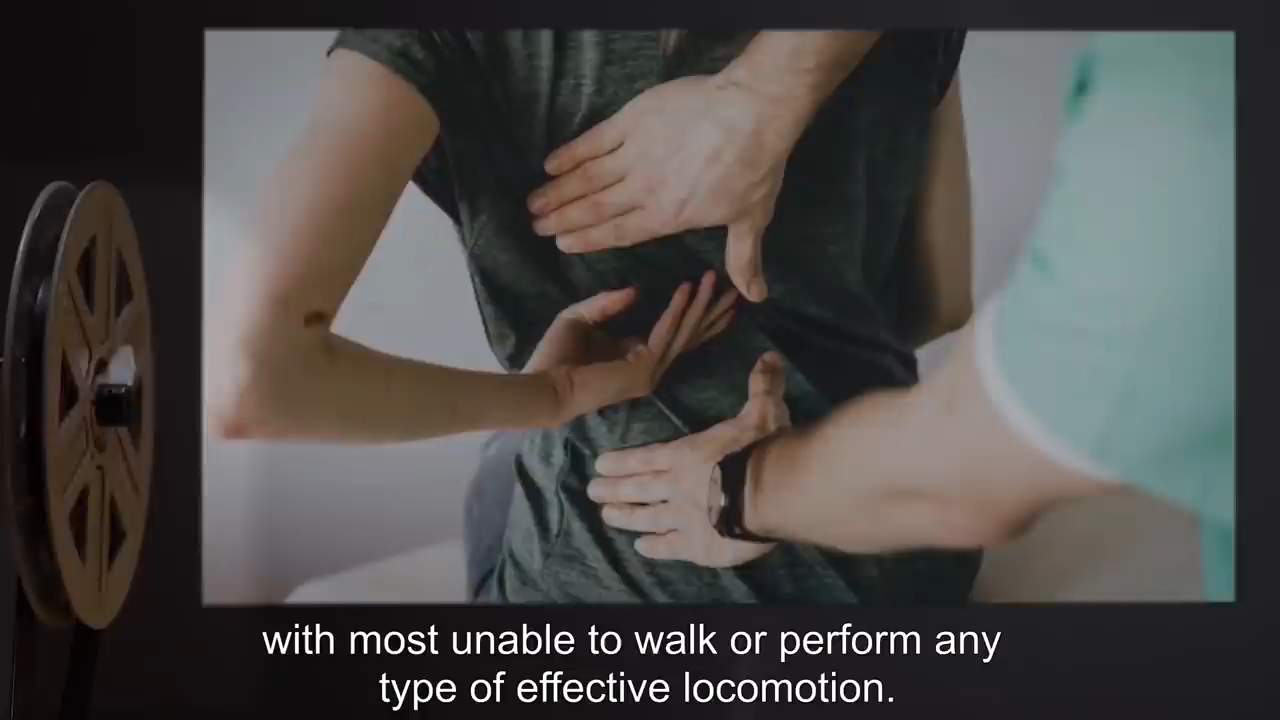 with most unable to walk or perform any
type of effective locomotion.